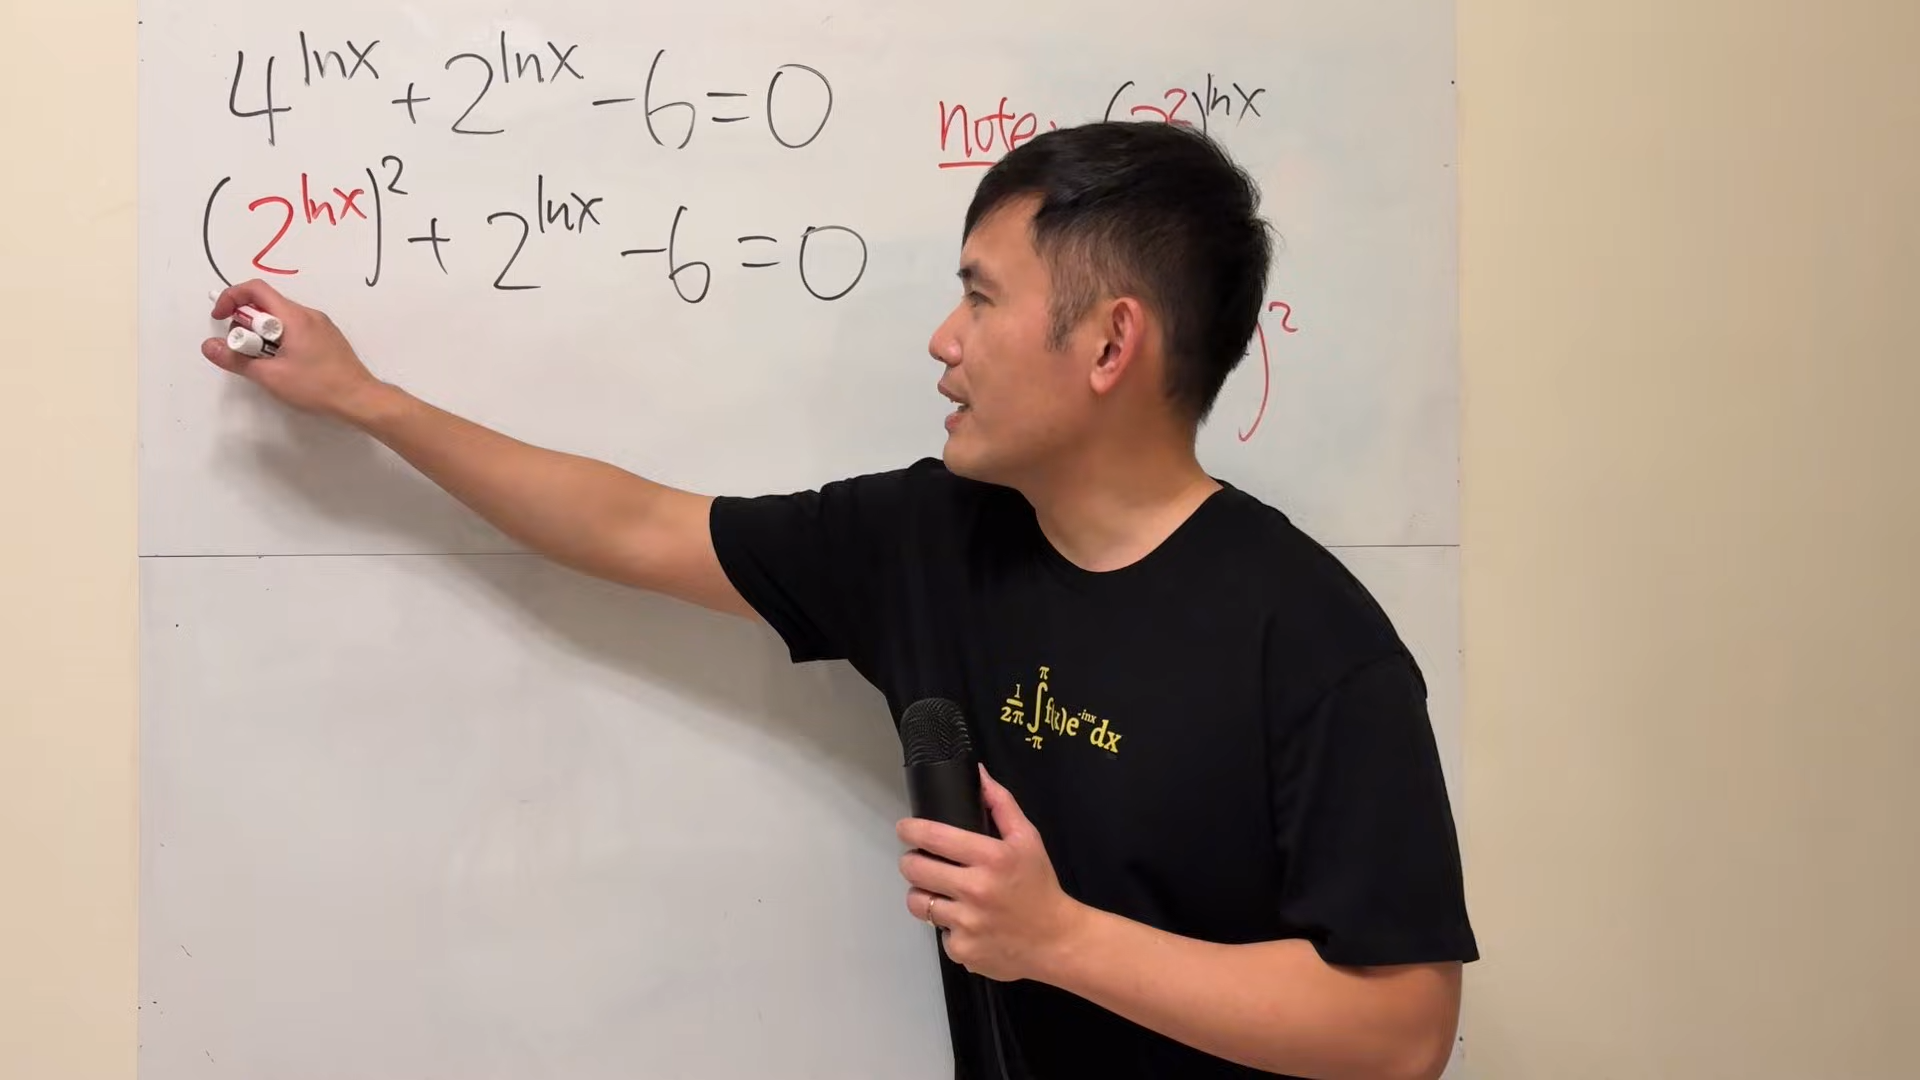 4^lnx + 2^lnx - 6 = 0
(2^lnx)^2 + 2^lnx - 6 = 0
note: (2^2)^lnx
)^2
1/2π ∫_-π^π f(x)e^-inx dx